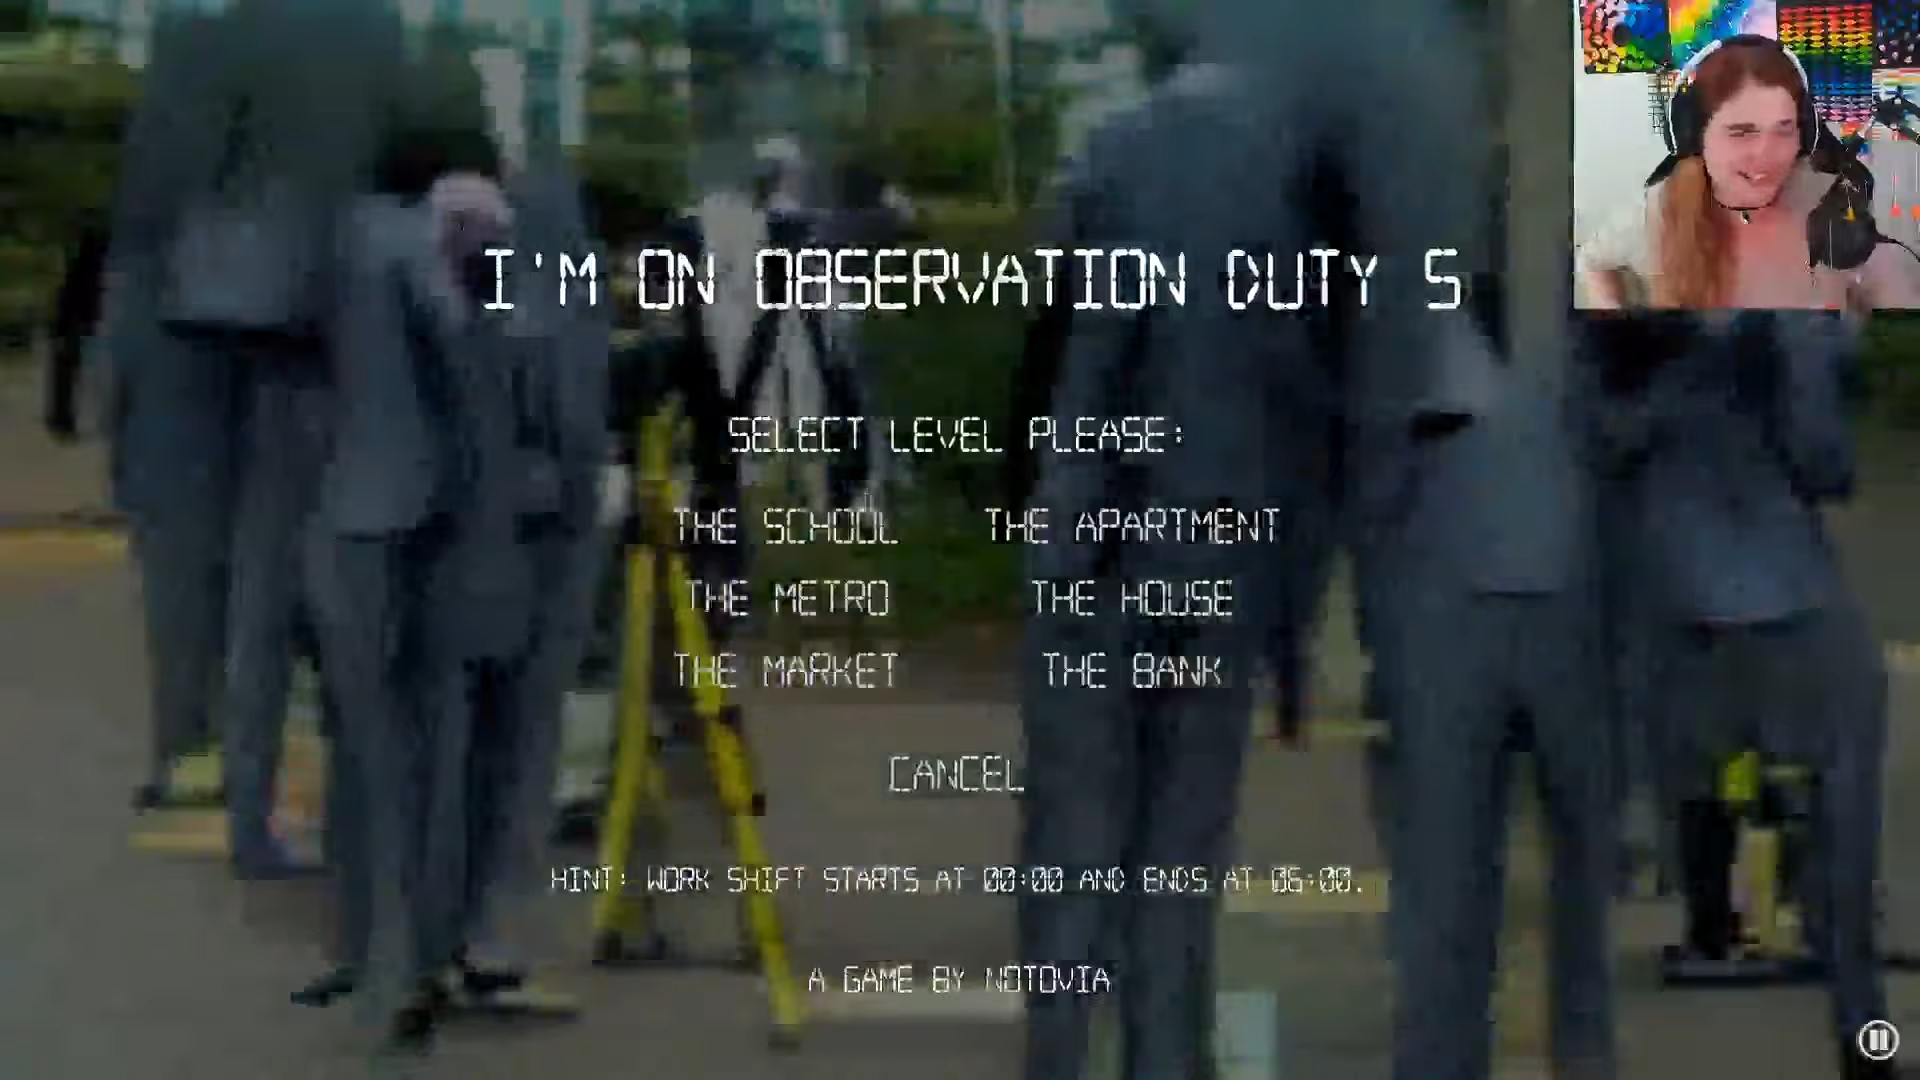 I'M ON OBSERVATION DUTY 5
SELECT LEVEL PLEASE:
THE SCHOOL THE APARTMENT
THE METRO THE HOUSE
THE MARKET THE BANK
CANCEL
HINT: WORK SHIFT STARTS AT 00:00 AND ENDS AT 06:00.
A GAME BY NOTOVIA